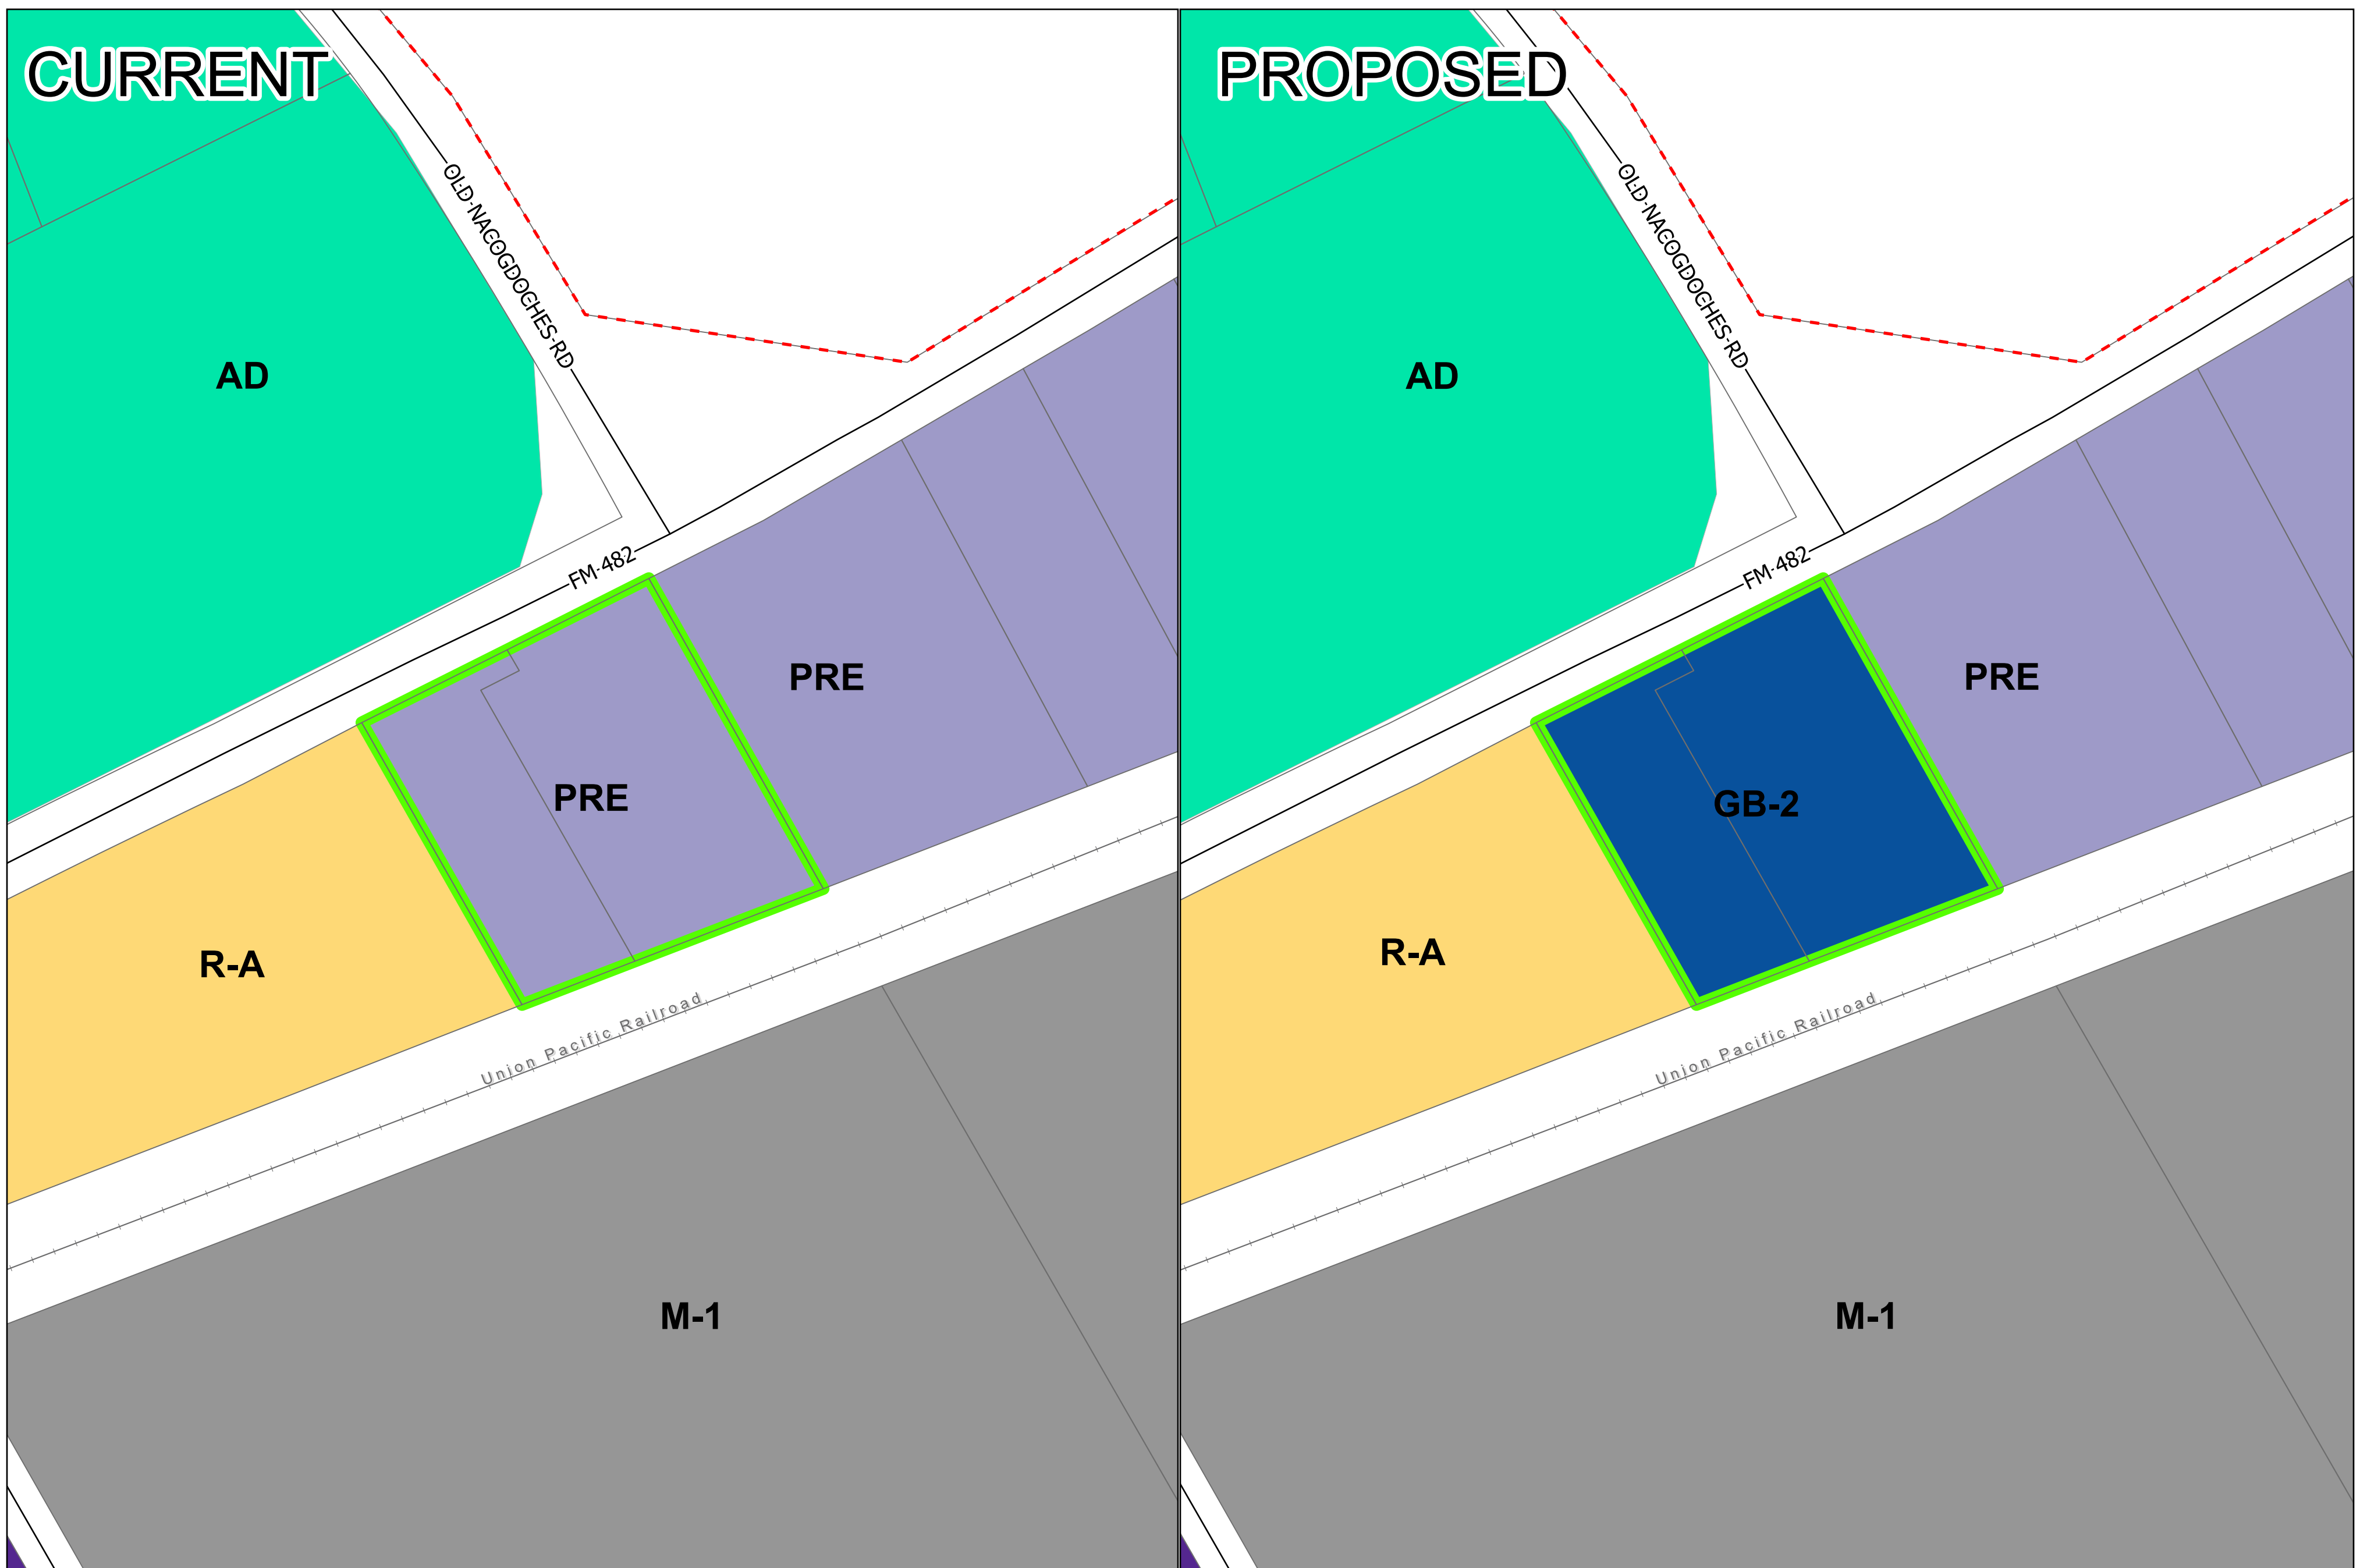 CURRENT
OLD-NACOGDOCHES-RD
AD
FM-482
PRE
PRE
R-A
Union Pacific Railroad
M-1
PROPOSED
OLD-NACOGDOCHES-RD
AD
FM-482
PRE
GB-2
R-A
Union Pacific Railroad
M-1